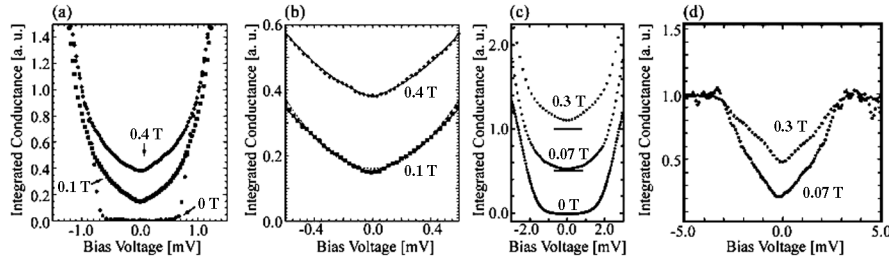 (a)
Integrated Conductance [a. u.]
1.4
1.2
1.0
0.8
0.6
0.4
0.2
0.0
0.4 T
0.1 T
0 T
-1.0 0.0 1.0
Bias Voltage [mV]
(b)
Integrated Conductance [a. u.]
0.6
0.4
0.2
0.0
0.4 T
0.1 T
-0.4 0.0 0.4
Bias Voltage [mV]
(c)
Integrated Conductance [a. u.]
2.0
1.0
0.0
0.3 T
0.07 T
0 T
-2.0 0.0 2.0
Bias Voltage [mV]
(d)
Integrated Conductance [a. u.]
1.5
1.0
0.5
0.3 T
0.07 T
-5.0 0.0 5.0
Bias Voltage [mV]